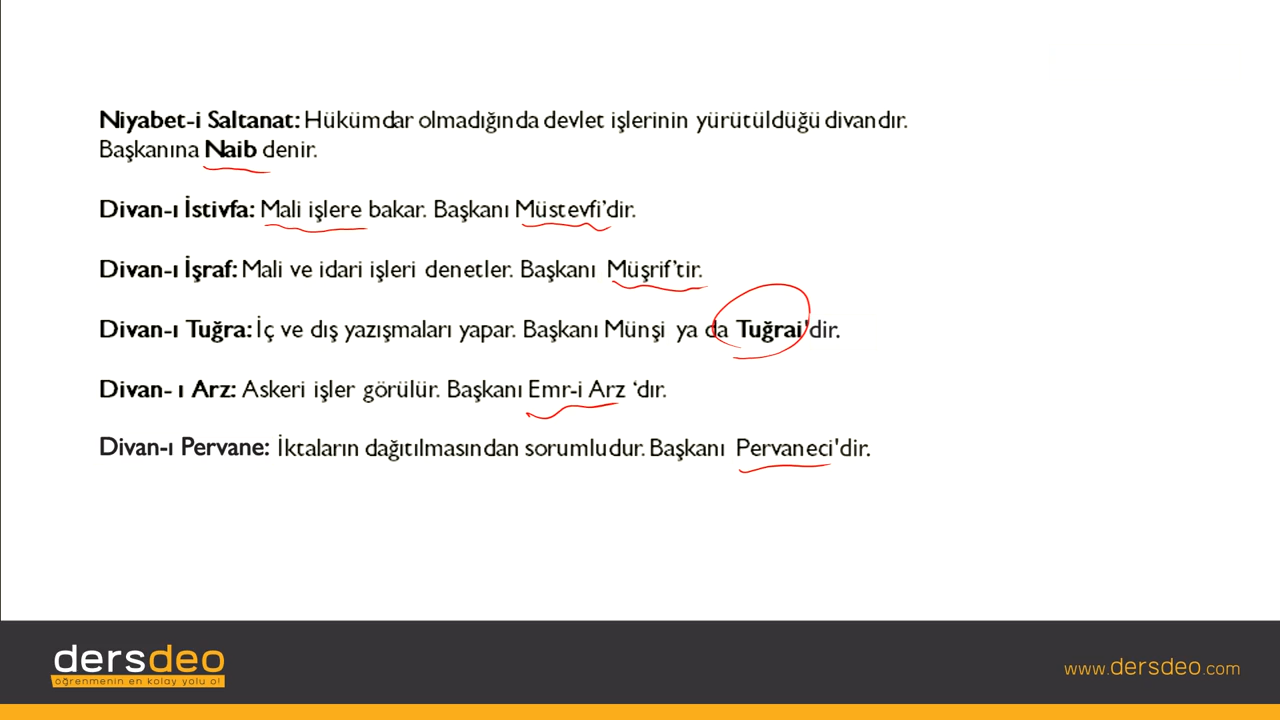 Niyabet-i Saltanat: Hükümdar olmadığında devlet işlerinin yürütüldüğü divandır.
Başkanına Naib denir.
Divan-ı İstivfa: Mali işlere bakar. Başkanı Müstevfi’dir.
Divan-ı İşraf: Mali ve idari işleri denetler. Başkanı Müşrif’tir.
Divan-ı Tuğra: İç ve dış yazışmaları yapar. Başkanı Münşi ya da Tuğrai'dir.
Divan- ı Arz: Askeri işler görülür. Başkanı Emr-i Arz ‘dır.
Divan-ı Pervane: İktaların dağıtılmasından sorumludur. Başkanı Pervaneci'dir.
dersdeo
öğrenmenin en kolay yolu o!
www.dersdeo.com